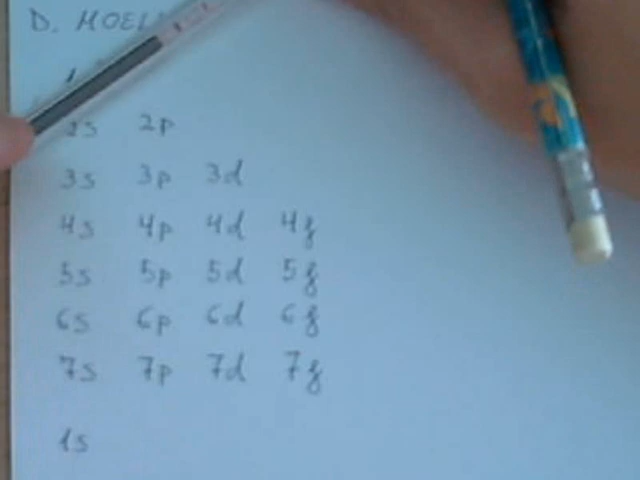 D. MOEL
1
2s 2p
3s 3p 3d
4s 4p 4d 4f
5s 5p 5d 5f
6s 6p 6d 6f
7s 7p 7d 7f
1s